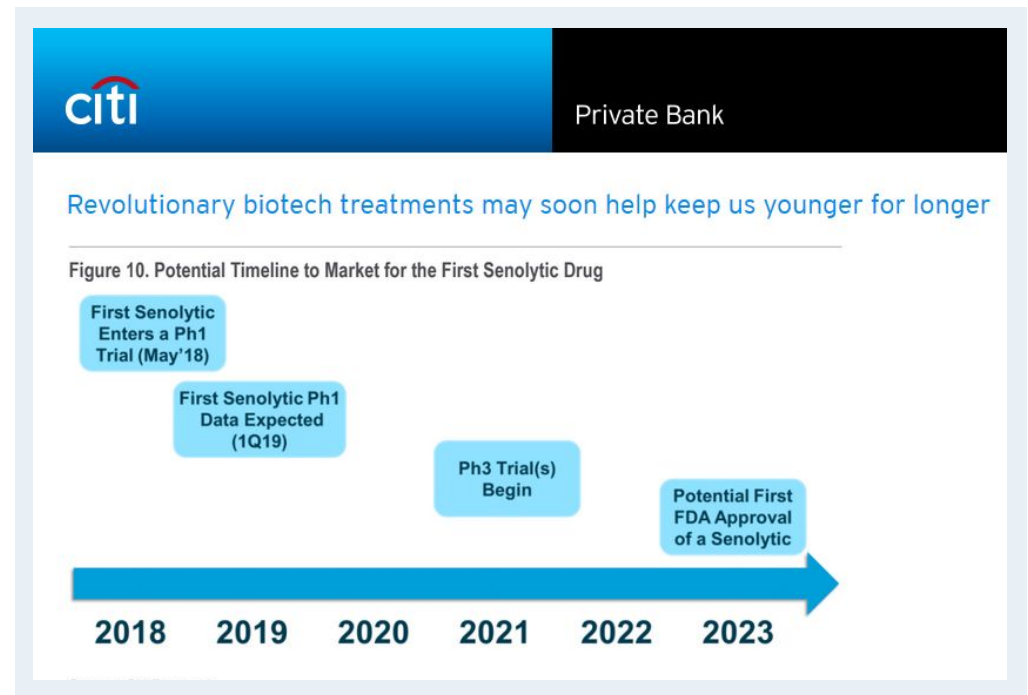 citi
Private Bank
Revolutionary biotech treatments may soon help keep us younger for longer
Figure 10. Potential Timeline to Market for the First Senolytic Drug
First Senolytic
Enters a Ph1
Trial (May'18)
First Senolytic Ph1
Data Expected
(1Q19)
Ph3 Trial(s)
Begin
Potential First
FDA Approval
of a Senolytic
2018 2019 2020 2021 2022 2023